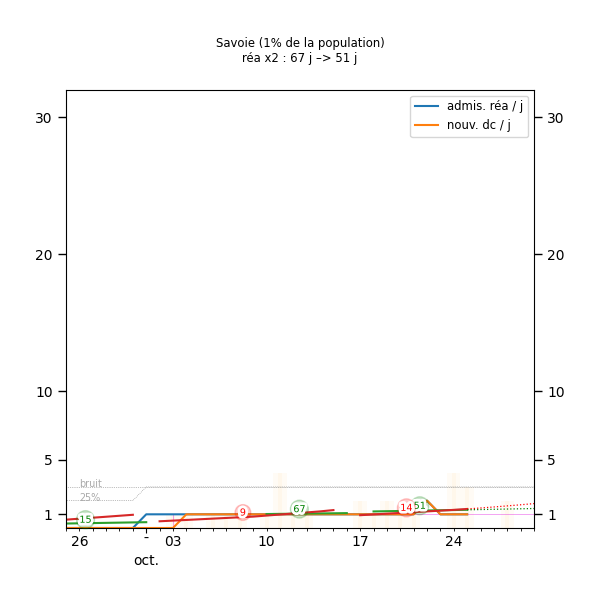 Savoie (1% de la population)
réa x2 : 67 j –> 51 j
admis. réa / j
nouv. dc / j
30 30
20 20
10 10
5 5
bruit
25%
1 1
15 9 67 14 51
26 - 03 10 17 24
oct.